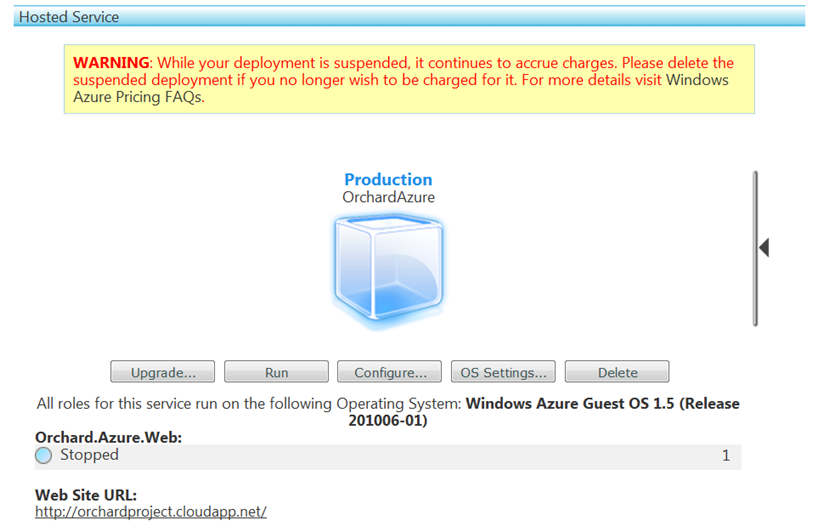 Hosted Service
WARNING: While your deployment is suspended, it continues to accrue charges. Please delete the
suspended deployment if you no longer wish to be charged for it. For more details visit Windows
Azure Pricing FAQs.
Production
OrchardAzure
Upgrade... Run Configure... OS Settings... Delete
All roles for this service run on the following Operating System: Windows Azure Guest OS 1.5 (Release
201006-01)
Orchard.Azure.Web:
Stopped 1
Web Site URL:
http://orchardproject.cloudapp.net/